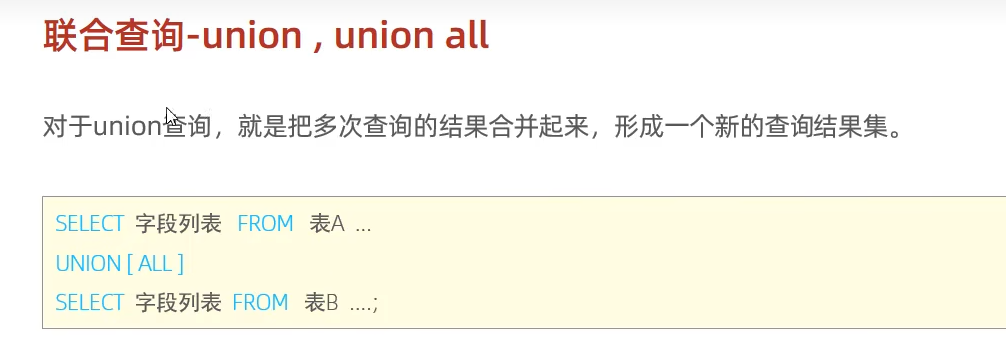 联合查询-union , union all
对于union查询，就是把多次查询的结果合并起来，形成一个新的查询结果集。
SELECT 字段列表 FROM 表A ...
UNION [ ALL ]
SELECT 字段列表 FROM 表B ....;